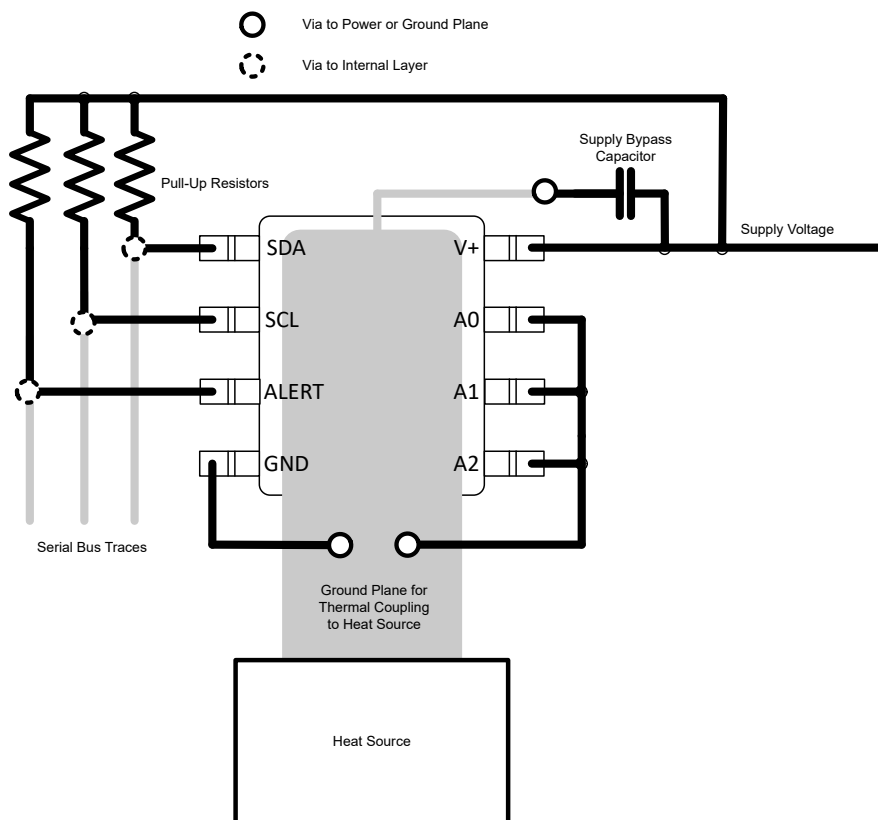 Via to Power or Ground Plane
Via to Internal Layer
Supply Bypass
Capacitor
Pull-Up Resistors
Supply Voltage
SDA
V+
SCL
A0
ALERT
A1
GND
A2
Serial Bus Traces
Ground Plane for
Thermal Coupling
to Heat Source
Heat Source